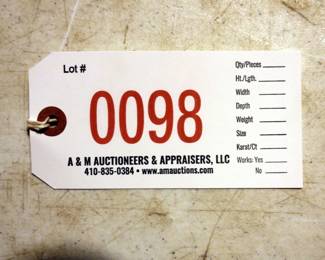 Lot #
0098
A & M AUCTIONEERS & APPRAISERS, LLC
410-835-0384 • www.amauctions.com
Qty/Pieces
Ht./Lgth.
Width
Depth
Weight
Size
Karat/Ct
Works: Yes
No